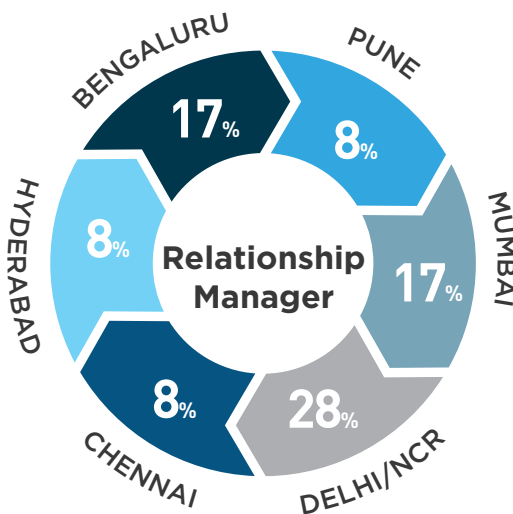 BENGALURU
17%
PUNE
8%
MUMBAI
17%
DELHI/NCR
28%
CHENNAI
8%
HYDERABAD
8%
Relationship
Manager